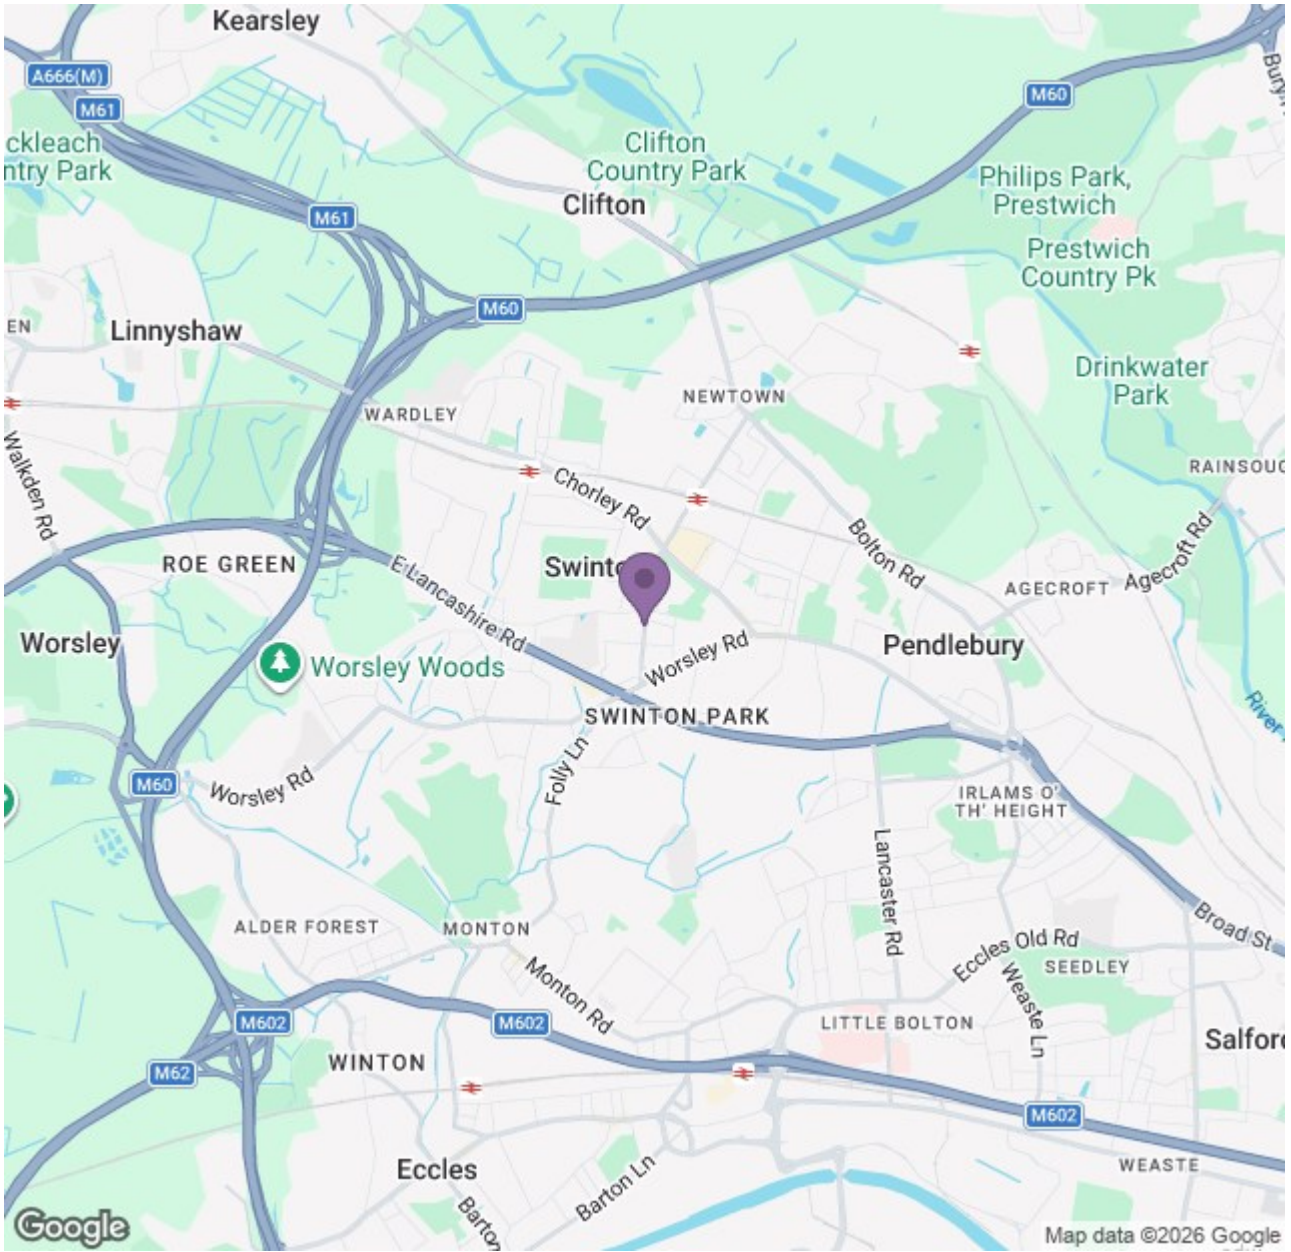 Kearsley
A666(M)
M61
M60
Bury
ckleach
ntry Park
Clifton
Country Park
Philips Park,
Prestwich
M61
Clifton
Prestwich
Country Pk
M60
EN
Linnyshaw
Drinkwater
Park
NEWTOWN
WARDLEY
Walkden Rd
RAINSOUG
Chorley Rd
Bolton Rd
Agecroft Rd
ROE GREEN
Swinto
E Lancashire Rd
AGECROFT
Worsley
Worsley Woods
Worsley Rd
Pendlebury
River
SWINTON PARK
Folly Ln
M60
Worsley Rd
IRLAMS O'
TH' HEIGHT
Lancaster Rd
ALDER FOREST
MONTON
Broad St
Eccles Old Rd
SEEDLEY
Monton Rd
Weaste Ln
M602
M602
LITTLE BOLTON
Salford
WINTON
M62
M602
Eccles
WEASTE
Barton Ln
Barton
Google
Map data ©2026 Google